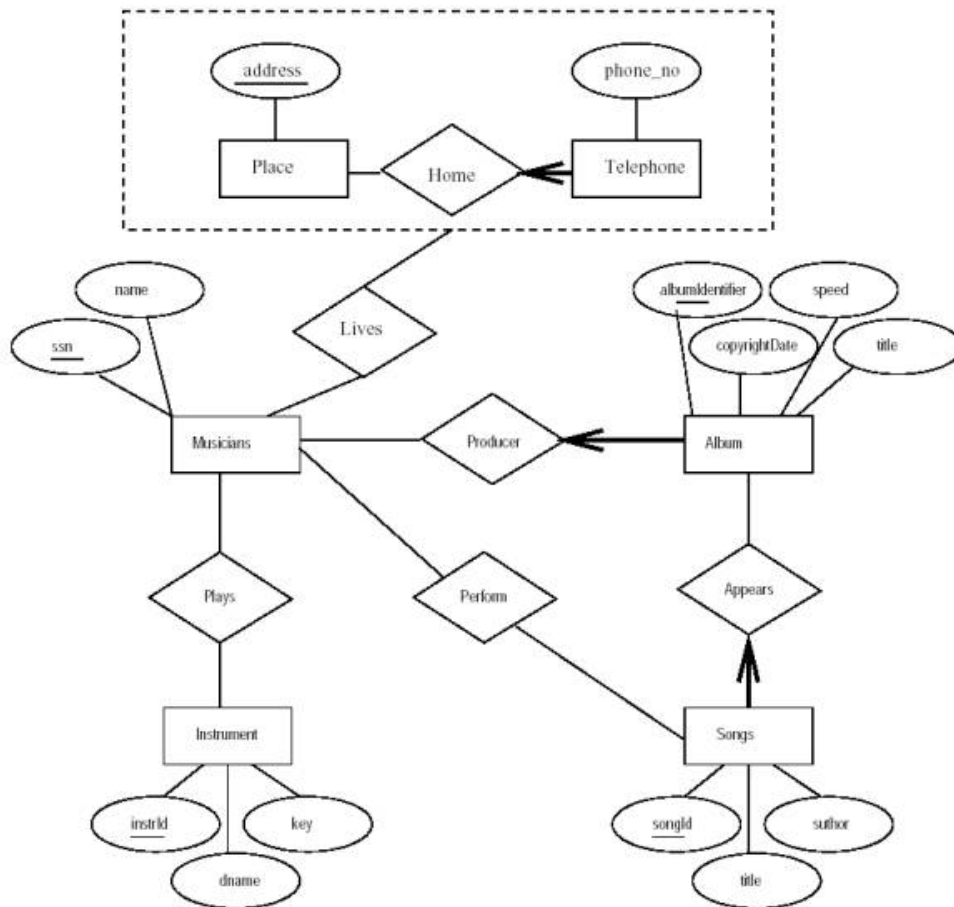 address
phone_no
Place
Home
Telephone
name
ssn
Lives
albumIdentifier
speed
copyrightDate
title
Musicians
Producer
Album
Plays
Perform
Appears
Instrument
Songs
instrId
key
songId
suthor
dname
title